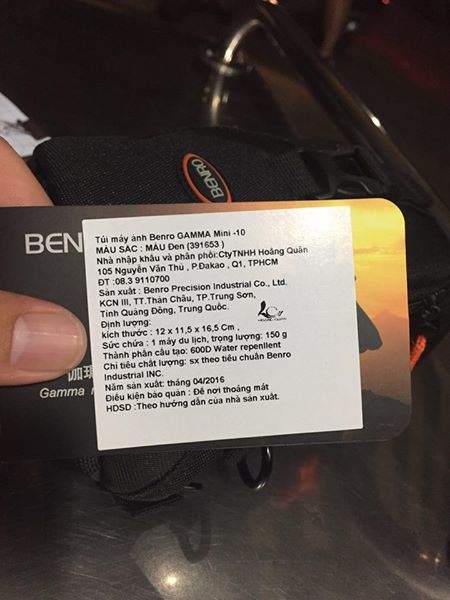 BENRO
BEN
Túi máy ảnh Benro GAMMA Mini -10
MÀU SẮC : MÀU Đen (391653 )
Nhà nhập khẩu và phân phối:CtyTNHH Hoàng Quân
105 Nguyễn Văn Thủ , P.Đakao , Q1, TPHCM
ĐT :08.3 9110700
Sản xuất : Benro Precision Industrial Co., Ltd.
KCN III, TT.Thản Châu, TP.Trung Sơn,
Tỉnh Quảng Đông, Trung Quốc.
Định lượng:
kích thước : 12 x 11,5 x 16,5 Cm ,
Sức chứa : 1 máy du lịch, trọng lượng: 150 g
Thành phần cấu tạo: 600D Water repenllent
Chỉ tiêu chất lượng: sx theo tiêu chuẩn Benro
Industrial INC.
Năm sản xuất: tháng 04/2016
Điều kiện bảo quản : Để nơi thoáng mát
HDSD :Theo hướng dẫn của nhà sản xuất.
伽
Gamma